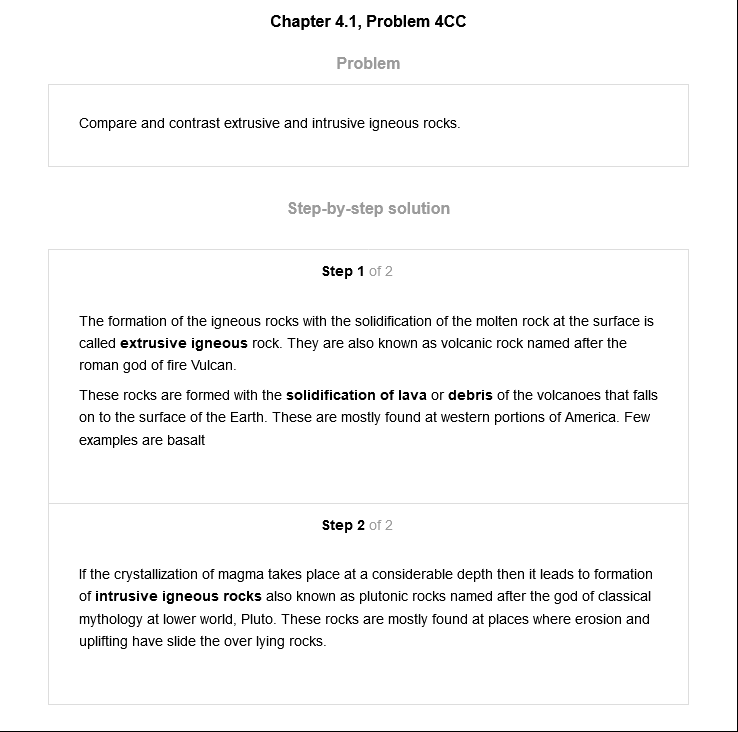 Chapter 4.1, Problem 4CC
Problem
Compare and contrast extrusive and intrusive igneous rocks.
Step-by-step solution
Step 1 of 2
The formation of the igneous rocks with the solidification of the molten rock at the surface is
called extrusive igneous rock. They are also known as volcanic rock named after the
roman god of fire Vulcan.
These rocks are formed with the solidification of lava or debris of the volcanoes that falls
on to the surface of the Earth. These are mostly found at western portions of America. Few
examples are basalt
Step 2 of 2
If the crystallization of magma takes place at a considerable depth then it leads to formation
of intrusive igneous rocks also known as plutonic rocks named after the god of classical
mythology at lower world, Pluto. These rocks are mostly found at places where erosion and
uplifting have slide the over lying rocks.